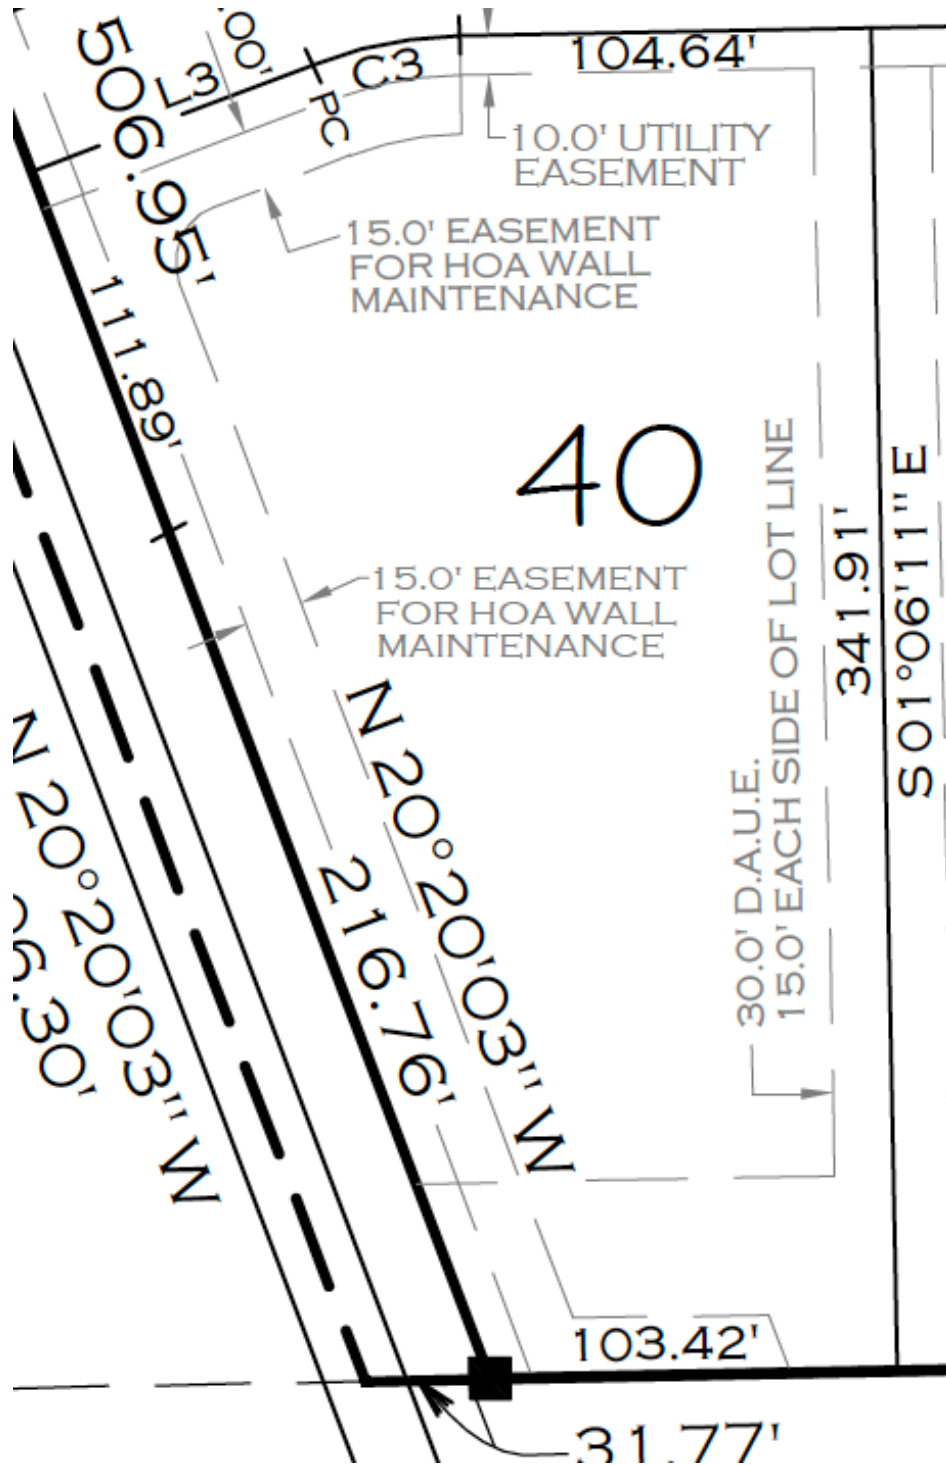 00'
506.95'
L3
C3
PC
104.64'
10.0' UTILITY
EASEMENT
15.0' EASEMENT
FOR HOA WALL
MAINTENANCE
111.89'
40
15.0' EASEMENT
FOR HOA WALL
MAINTENANCE
341.91'
S 01°06'11" E
30.0' D.A.U.E.
15.0' EACH SIDE OF LOT LINE
N 20°20'03" W
216.76'
N 20°20'03" W
6.30'
103.42'
31.77'